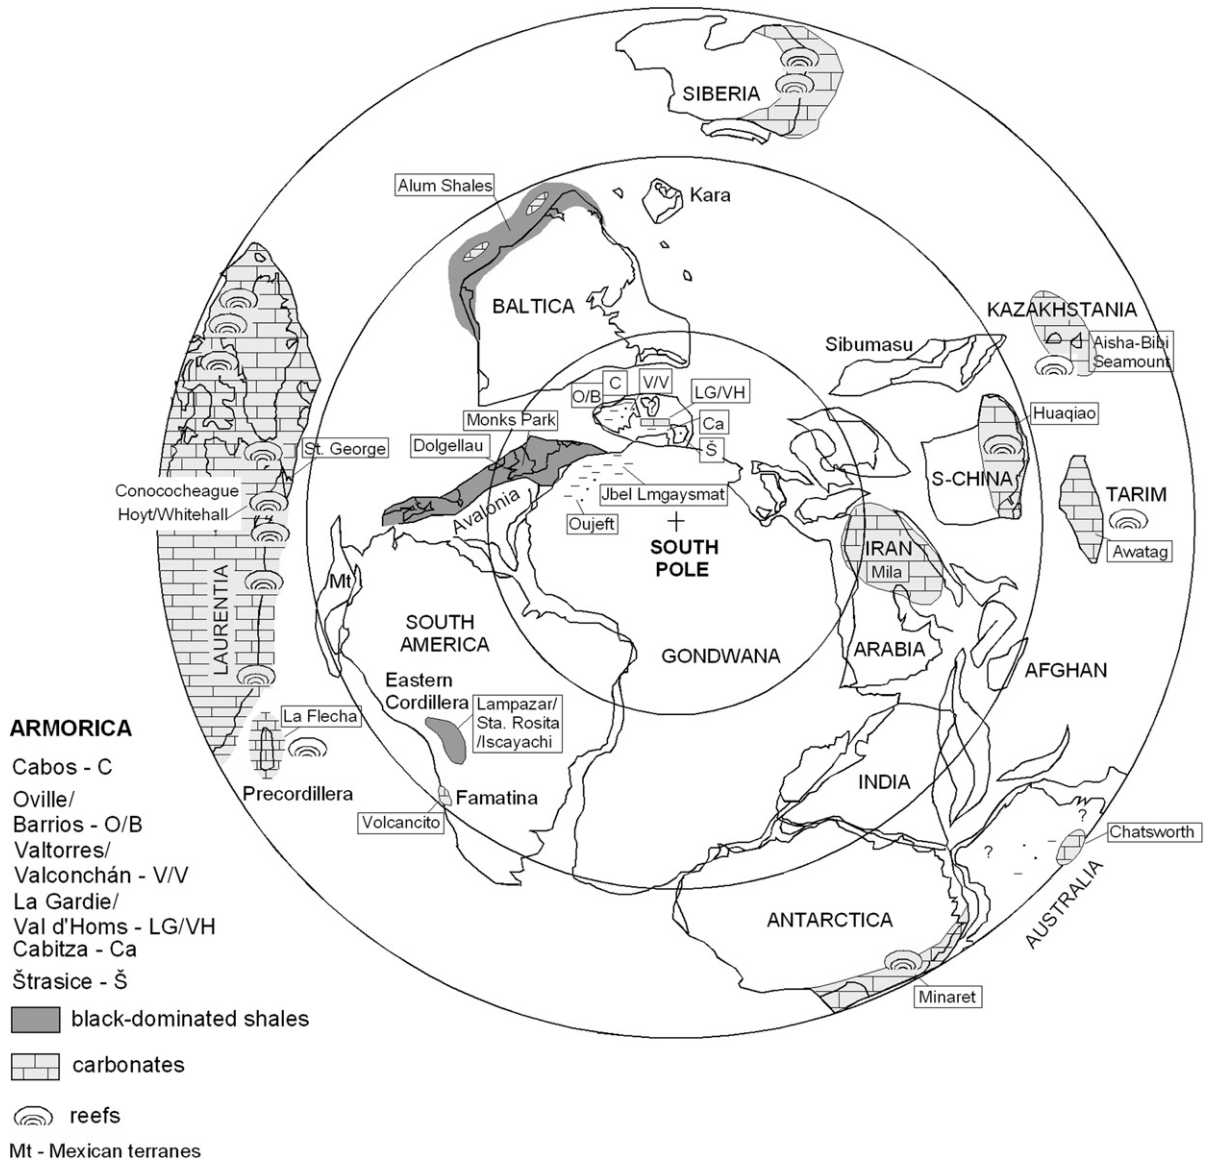 SIBERIA
Alum Shales
Kara
BALTICA
KAZAKHSTANIA
Aisha-Bibi
Seamount
Sibumasu
C
V/V
O/B
LG/VH
Ca
Š
Monks Park
Dolgellau
Huaqiao
St. George
S-CHINA
TARIM
Conococheague
Hoyt/Whitehall
Avalonia
Jbel Lmgaysmat
Oujeft
Awatag
SOUTH
POLE
IRAN
Mila
Mt
LAURENTIA
SOUTH
AMERICA
GONDWANA
ARABIA
AFGHAN
Eastern
Cordillera
Lampazar/
Sta. Rosita
/Iscayachi
La Flecha
Precordillera
Famatina
Volcancito
INDIA
?
?
Chatsworth
AUSTRALIA
ANTARCTICA
Minaret
ARMORICA
Cabos - C
Oville/
Barrios - O/B
Valtorres/
Valconchán - V/V
La Gardie/
Val d'Homs - LG/VH
Cabitza - Ca
Štrasice - Š
black-dominated shales
carbonates
reefs
Mt - Mexican terranes